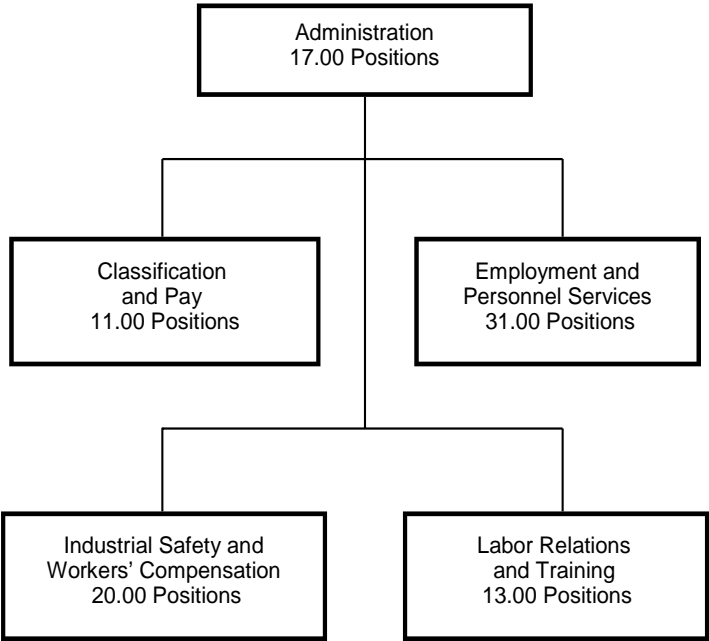 Administration
17.00 Positions
Classification
and Pay
11.00 Positions
Employment and
Personnel Services
31.00 Positions
Industrial Safety and
Workers’ Compensation
20.00 Positions
Labor Relations
and Training
13.00 Positions